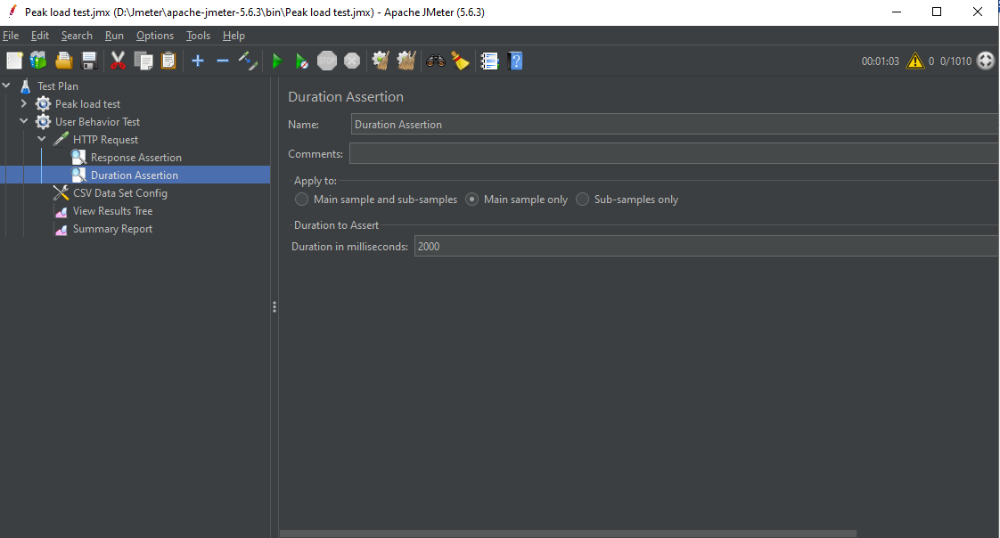 Peak load test.jmx (D:\Jmeter\apache-jmeter-5.6.3\bin\Peak load test.jmx) - Apache JMeter (5.6.3)
File Edit Search Run Options Tools Help
00:01:03 0 0/1010
Test Plan
Peak load test
User Behavior Test
HTTP Request
Response Assertion
Duration Assertion
CSV Data Set Config
View Results Tree
Summary Report
Duration Assertion
Name: Duration Assertion
Comments:
Apply to:
Main sample and sub-samples Main sample only Sub-samples only
Duration to Assert
Duration in milliseconds: 2000